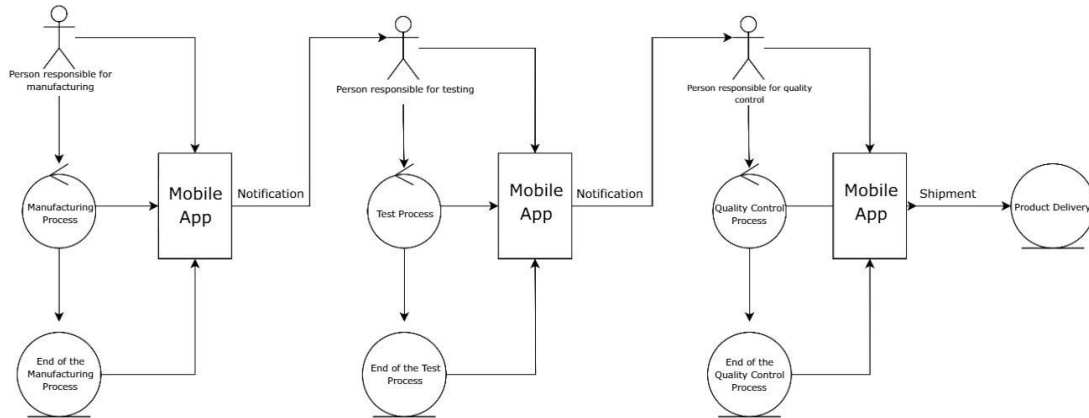 Person responsible for
manufacturing
Manufacturing
Process
End of the
Manufacturing
Process
Mobile
App
Notification
Person responsible for testing
Test Process
End of the Test
Process
Mobile
App
Notification
Person responsible for quality
control
Quality Control
Process
End of the
Quality Control
Process
Mobile
App
Shipment
Product Delivery